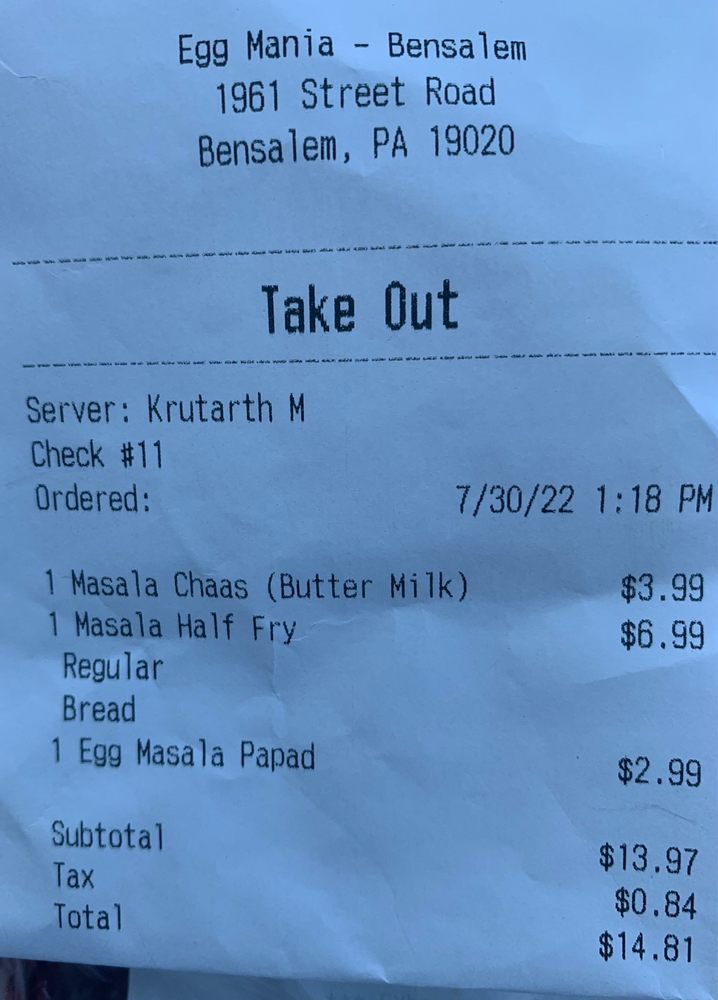 Egg Mania - Bensalem
1961 Street Road
Bensalem, PA 19020
Take Out
Server: Krutarth M
Check #11
Ordered: 7/30/22 1:18 PM
1 Masala Chaas (Butter Milk) $3.99
1 Masala Half Fry $6.99
Regular
Bread
1 Egg Masala Papad $2.99
Subtotal $13.97
Tax $0.84
Total $14.81